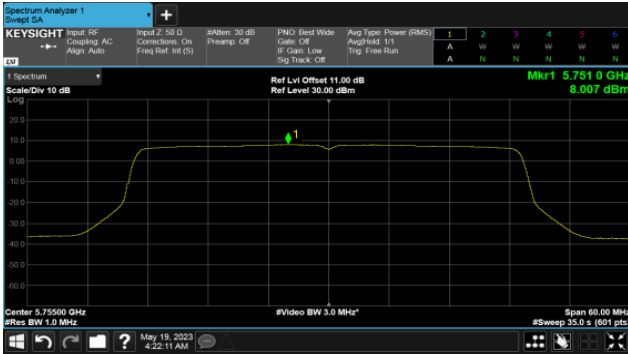 Spectrum Analyzer 1
Swept SA
+
KEYSIGHT Input: RF Input Z: 50 Ω #Atten: 30 dB PNO: Best Wide Avg Type: Power (RMS) 1 2 3 4 5 6
Coupling: AC Corrections: On Preamp: Off Gate: Off Avg|Hold: 1/1 A W W W W W
Align: Auto Freq Ref: Int (S) IF Gain: Low Trig: Free Run
Sig Track: Off A N N N N N
LXI
1 Spectrum
Scale/Div 10 dB
Ref Lvl Offset 11.00 dB
Ref Level 30.00 dBm
Mkr1 5.751 0 GHz
8.007 dBm
Log
1
20.0
10.0
0.00
-10.0
-20.0
-30.0
-40.0
-50.0
-60.0
Center 5.75500 GHz #Video BW 3.0 MHz* Span 60.00 MHz
#Res BW 1.0 MHz #Sweep 35.0 s (601 pts)
? May 19, 2023
4:22:11 AM